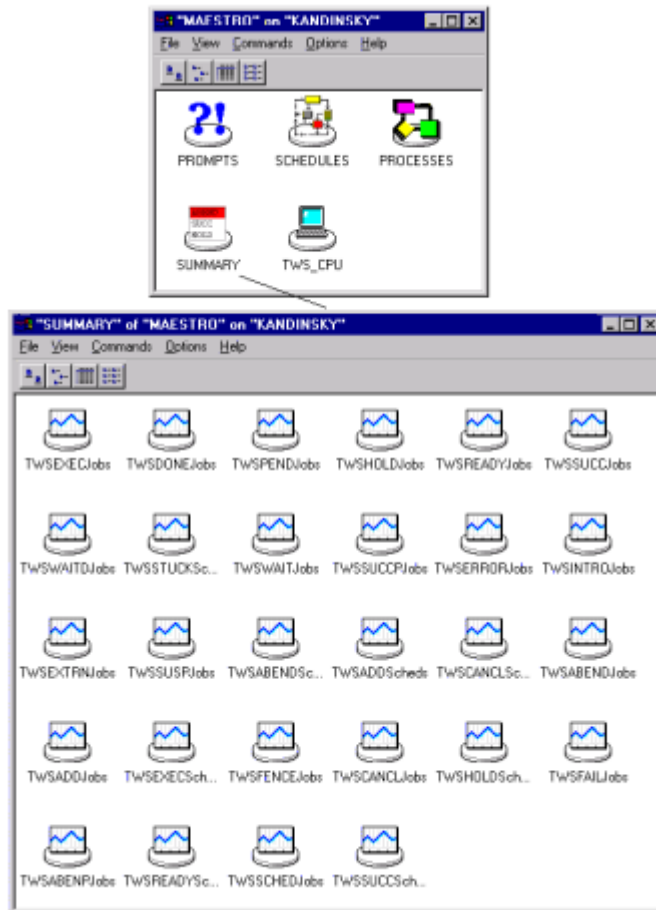 "MAESTRO" on "KANDINSKY"
File View Commands Options Help
PROMPTS SCHEDULES PROCESSES
SUMMARY TWS_CPU
"SUMMARY" of "MAESTRO" on "KANDINSKY"
File View Commands Options Help
TWSEXECJobs TWSDONEJobs TWSPENDJobs TWSHOLDJobs TWSREADYJobs TWSSUCCJobs
TWSWAITDJobs TWSSTUCKSc... TWSWAITJobs TWSSUCCPJobs TWSERRORJobs TWSINTROJobs
TWSEXTRNJobs TWSSUSPJobs TWSABENDSc... TWSADDScheds TWSCANCLSc... TWSABENDJobs
TWSADDJobs TWSEXECSch... TWSFENCEJobs TWSCANCLJobs TWSHOLDSch... TWSFAILJobs
TWSABENPJobs TWSREADYSc... TWSSCHEDJobs TWSSUCCSch...